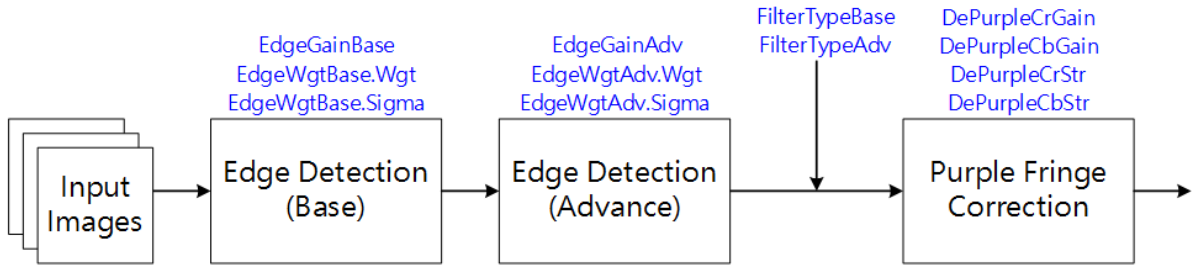 EdgeGainBase
EdgeWgtBase.Wgt
EdgeWgtBase.Sigma
EdgeGainAdv
EdgeWgtAdv.Wgt
EdgeWgtAdv.Sigma
FilterTypeBase
FilterTypeAdv
DePurpleCrGain
DePurpleCbGain
DePurpleCrStr
DePurpleCbStr
Input
Images
Edge Detection
(Base)
Edge Detection
(Advance)
Purple Fringe
Correction